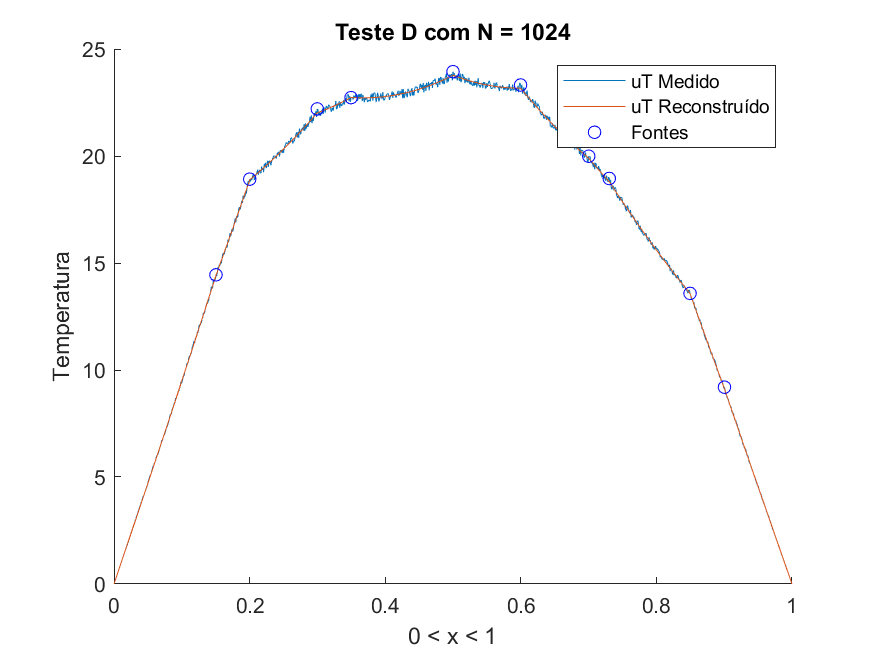 Teste D com N = 1024
25
20
15
10
5
0
Temperatura
uT Medido
uT Reconstruído
Fontes
0 0.2 0.4 0.6 0.8 1
0 < x < 1